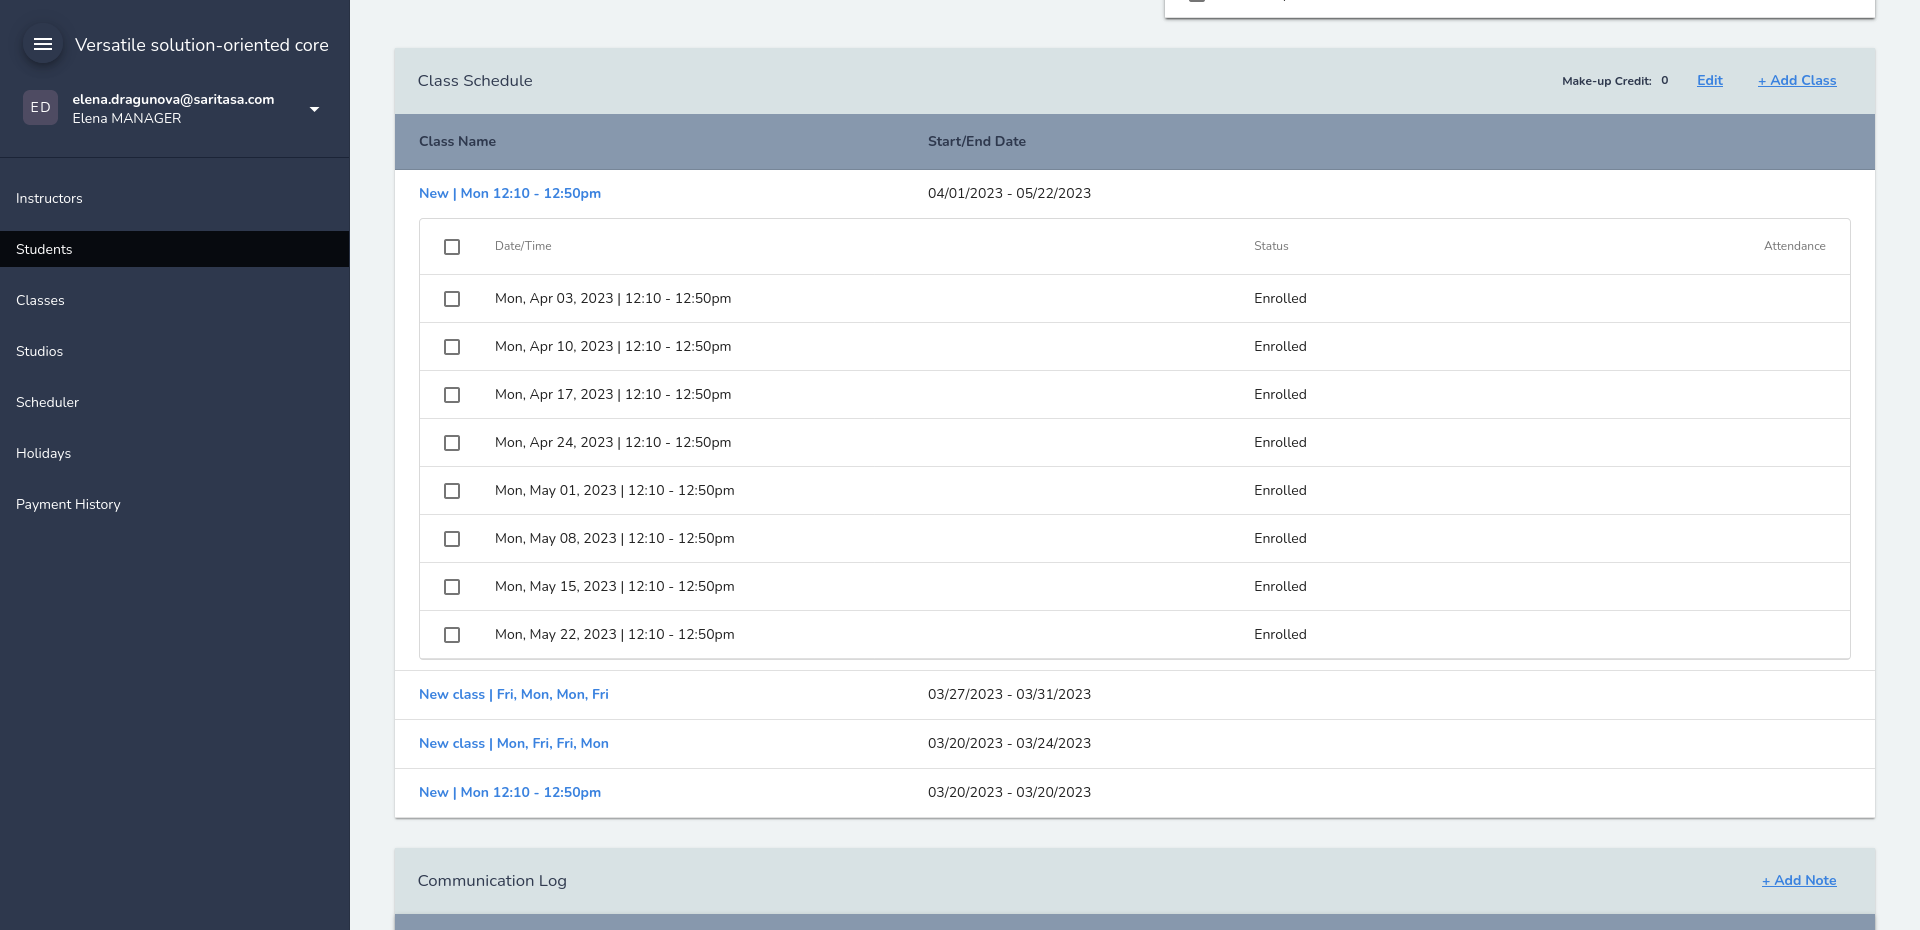 Versatile solution-oriented core
ED
elena.dragunova@saritasa.com
Elena MANAGER
Instructors
Students
Classes
Studios
Scheduler
Holidays
Payment History
Class Schedule
Make-up Credit: 0
Edit
+ Add Class
Class Name Start/End Date
New | Mon 12:10 - 12:50pm 04/01/2023 - 05/22/2023
Date/Time Status Attendance
Mon, Apr 03, 2023 | 12:10 - 12:50pm Enrolled
Mon, Apr 10, 2023 | 12:10 - 12:50pm Enrolled
Mon, Apr 17, 2023 | 12:10 - 12:50pm Enrolled
Mon, Apr 24, 2023 | 12:10 - 12:50pm Enrolled
Mon, May 01, 2023 | 12:10 - 12:50pm Enrolled
Mon, May 08, 2023 | 12:10 - 12:50pm Enrolled
Mon, May 15, 2023 | 12:10 - 12:50pm Enrolled
Mon, May 22, 2023 | 12:10 - 12:50pm Enrolled
New class | Fri, Mon, Mon, Fri 03/27/2023 - 03/31/2023
New class | Mon, Fri, Fri, Mon 03/20/2023 - 03/24/2023
New | Mon 12:10 - 12:50pm 03/20/2023 - 03/20/2023
Communication Log
+ Add Note